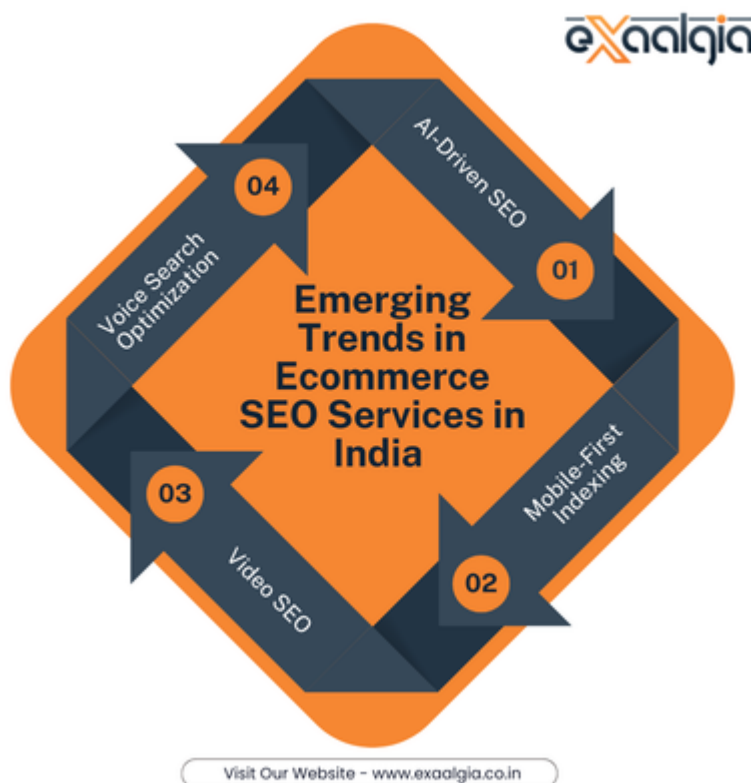 exaalgia
AI-Driven SEO
01
04
Voice Search
Optimization
Emerging
Trends in
Ecommerce
SEO Services in
India
Mobile-First
Indexing
03
02
Video SEO
Visit Our Website - www.exaalgia.co.in